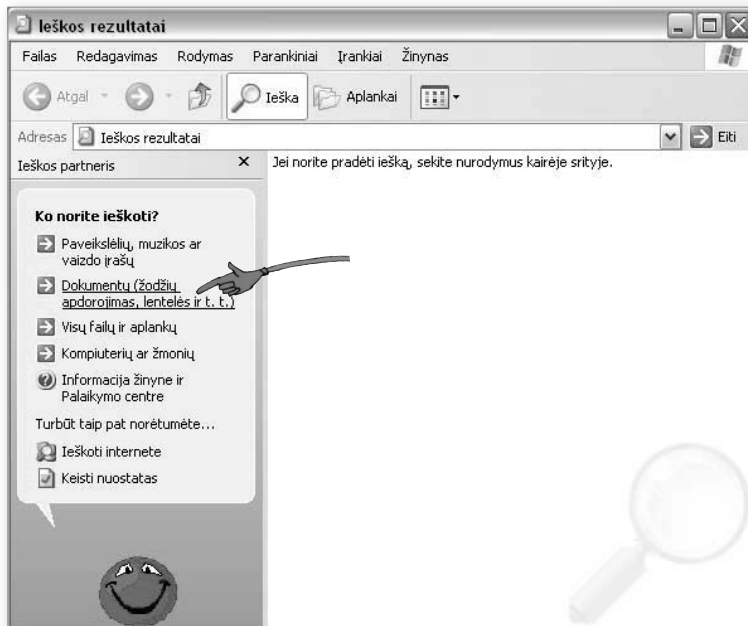 Ieškos rezultatai
Failas Redagavimas Rodymas Parankiniai Įrankiai Žinynas
Atgal Ieška Aplankai
Adresas Ieškos rezultatai Eiti
Ieškos partneris
Jei norite pradėti iešką, sekite nurodymus kairėje srityje.
Ko norite ieškoti?
Paveikslėlių, muzikos ar
vaizdo įrašų
Dokumentų (žodžių
apdorojimas, lentelės ir t. t.)
Visų failų ir aplankų
Kompiuterių ar žmonių
Informacija žinyne ir
Palaikymo centre
Turbūt taip pat norėtumėte...
Ieškoti internete
Keisti nuostatas